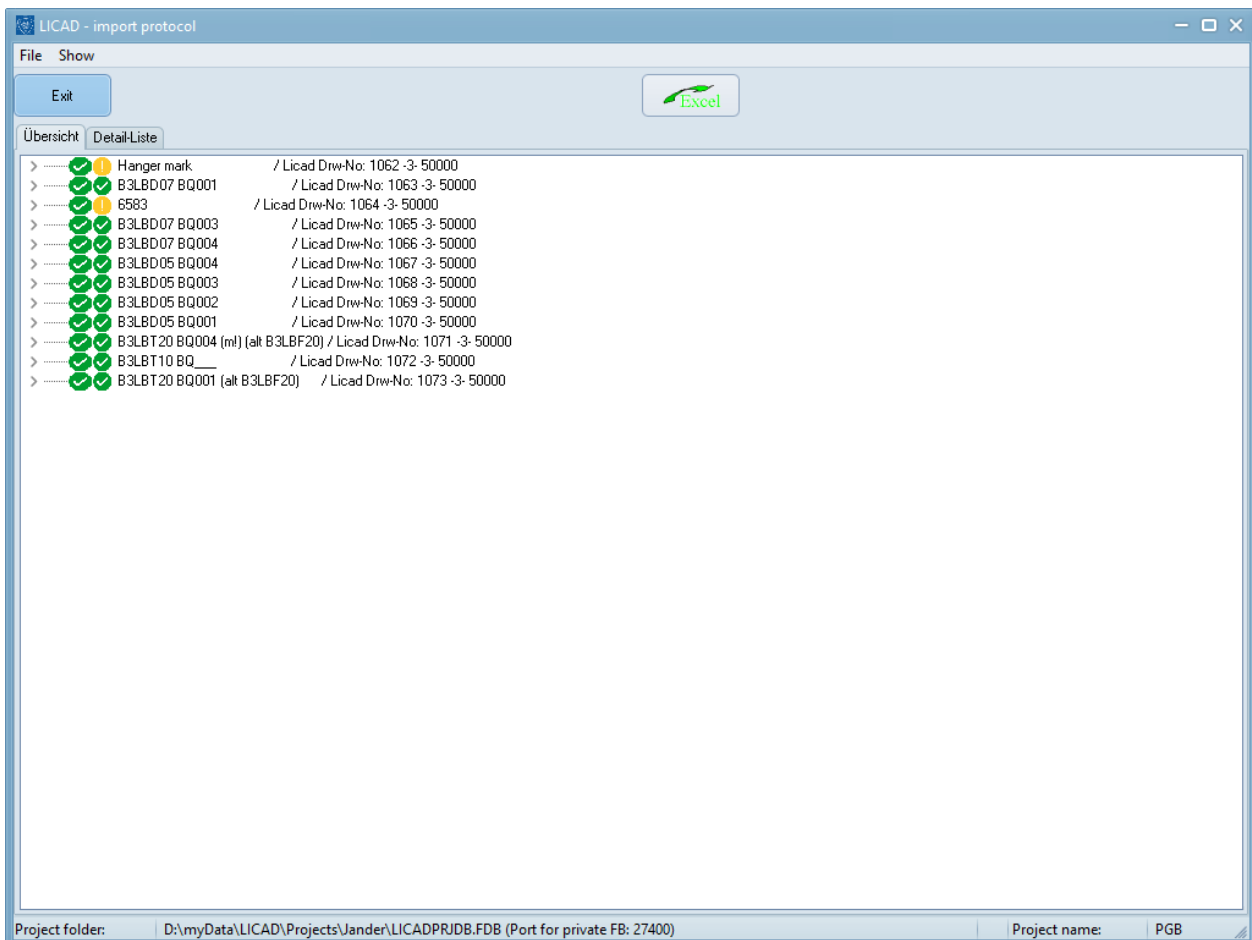 LICAD - import protocol
File Show
Exit
Excel
Übersicht Detail-Liste
Hanger mark / Licad Drw-No: 1062 -3- 50000
B3LBD07 BQ001 / Licad Drw-No: 1063 -3- 50000
6583 / Licad Drw-No: 1064 -3- 50000
B3LBD07 BQ003 / Licad Drw-No: 1065 -3- 50000
B3LBD07 BQ004 / Licad Drw-No: 1066 -3- 50000
B3LBD05 BQ004 / Licad Drw-No: 1067 -3- 50000
B3LBD05 BQ003 / Licad Drw-No: 1068 -3- 50000
B3LBD05 BQ002 / Licad Drw-No: 1069 -3- 50000
B3LBD05 BQ001 / Licad Drw-No: 1070 -3- 50000
B3LBT20 BQ004 (m!) (alt B3LBF20) / Licad Drw-No: 1071 -3- 50000
B3LBT10 BQ___ / Licad Drw-No: 1072 -3- 50000
B3LBT20 BQ001 (alt B3LBF20) / Licad Drw-No: 1073 -3- 50000
Project folder: D:\myData\LICAD\Projects\Jander\LICADPRJDB.FDB (Port for private FB: 27400) Project name: PGB